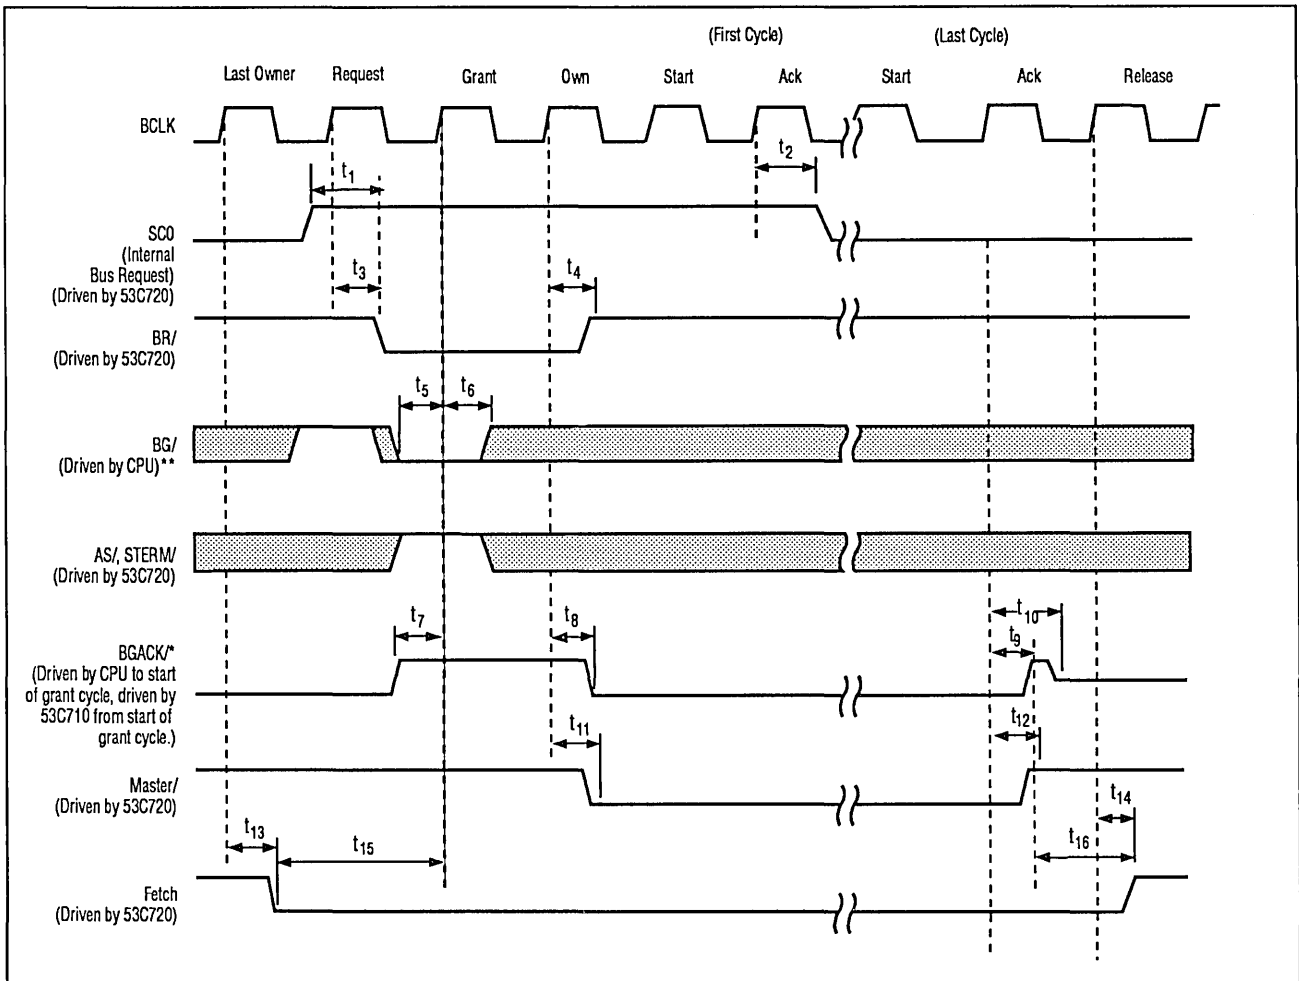 (First Cycle) (Last Cycle)
Last Owner Request Grant Own Start Ack Start Ack Release
BCLK
t2
t1
SC0
(Internal
Bus Request)
(Driven by 53C720)
t3 t4
BR/
(Driven by 53C720)
t5 t6
BG/
(Driven by CPU)**
AS/, STERM/
(Driven by 53C720)
t10
t7 t8 t9
BGACK/*
(Driven by CPU to start
of grant cycle, driven by
53C710 from start of
grant cycle.)
t11 t12
Master/
(Driven by 53C720)
t14
t13 t15 t16
Fetch
(Driven by 53C720)